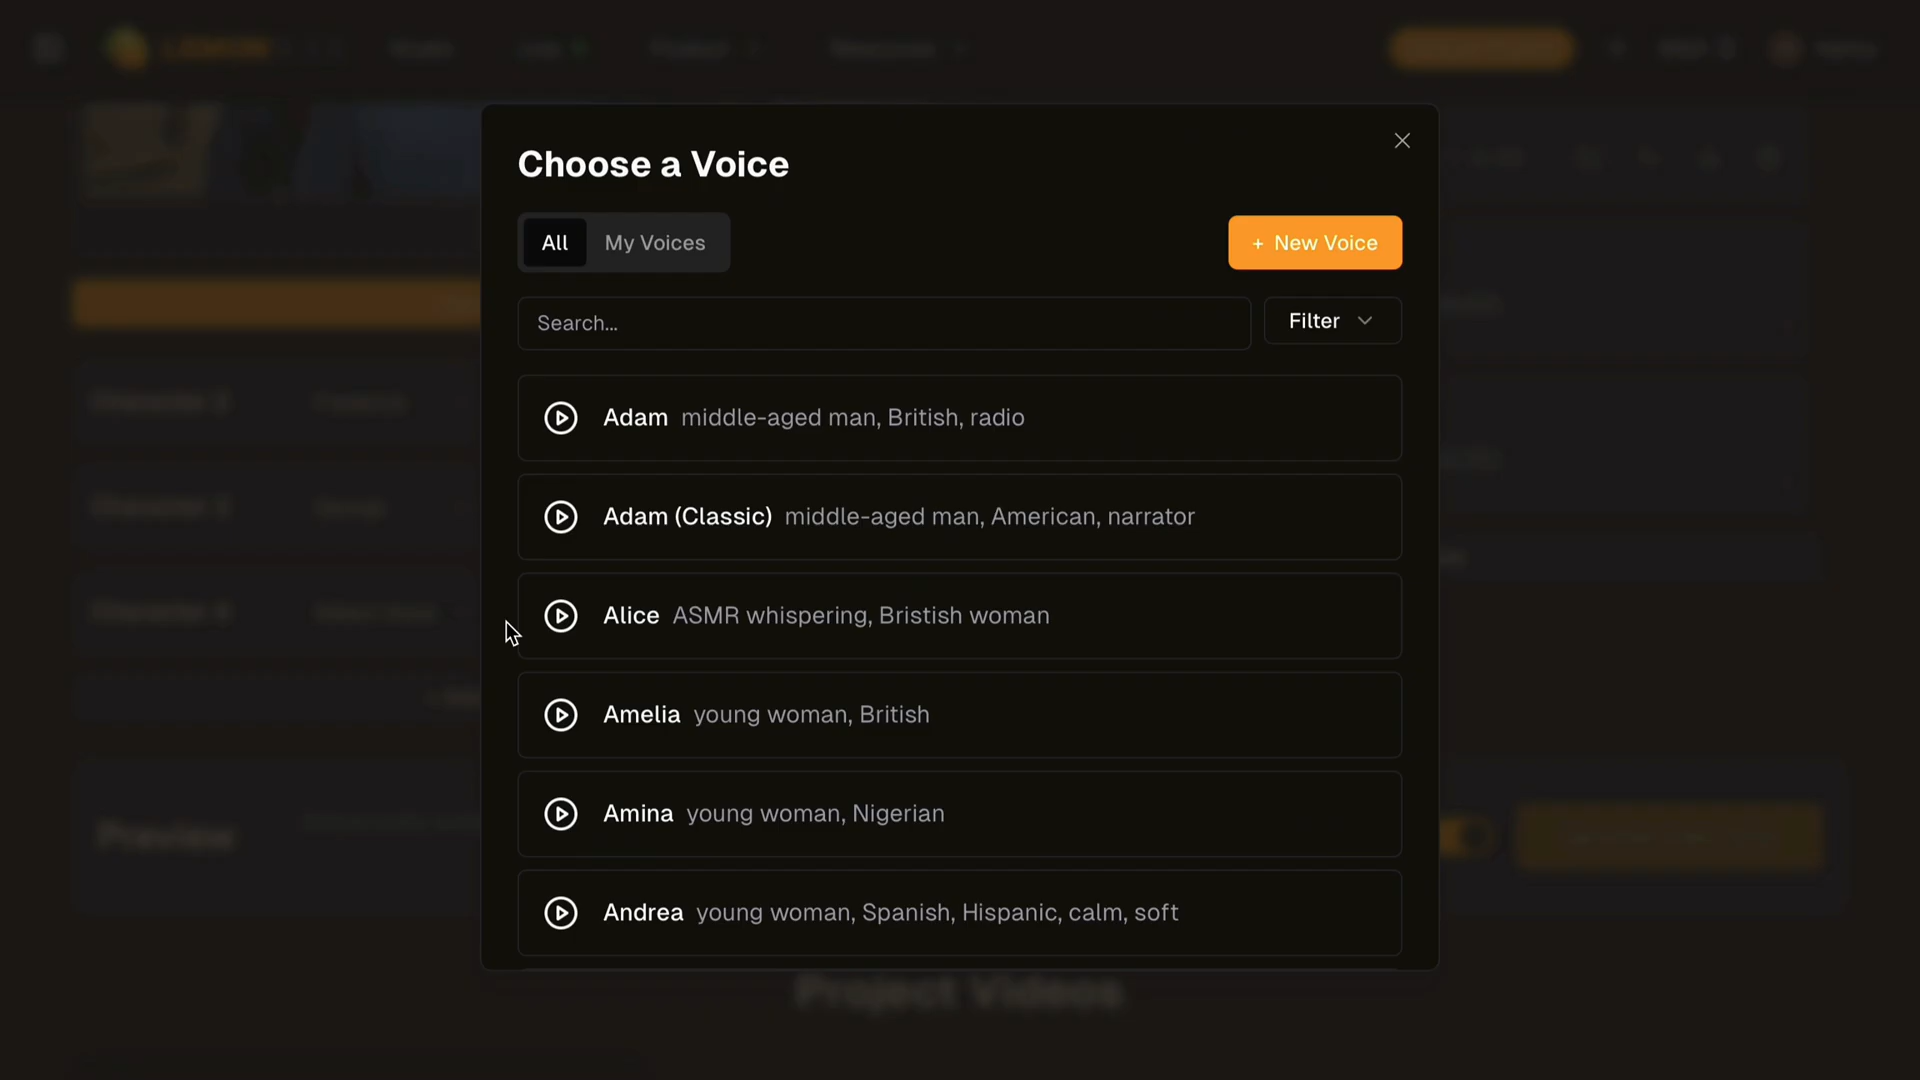 Choose a Voice
All
My Voices
+ New Voice
Search...
Filter
Adam middle-aged man, British, radio
Adam (Classic) middle-aged man, American, narrator
Alice ASMR whispering, Bristish woman
Amelia young woman, British
Amina young woman, Nigerian
Andrea young woman, Spanish, Hispanic, calm, soft
Preview
Project Videos